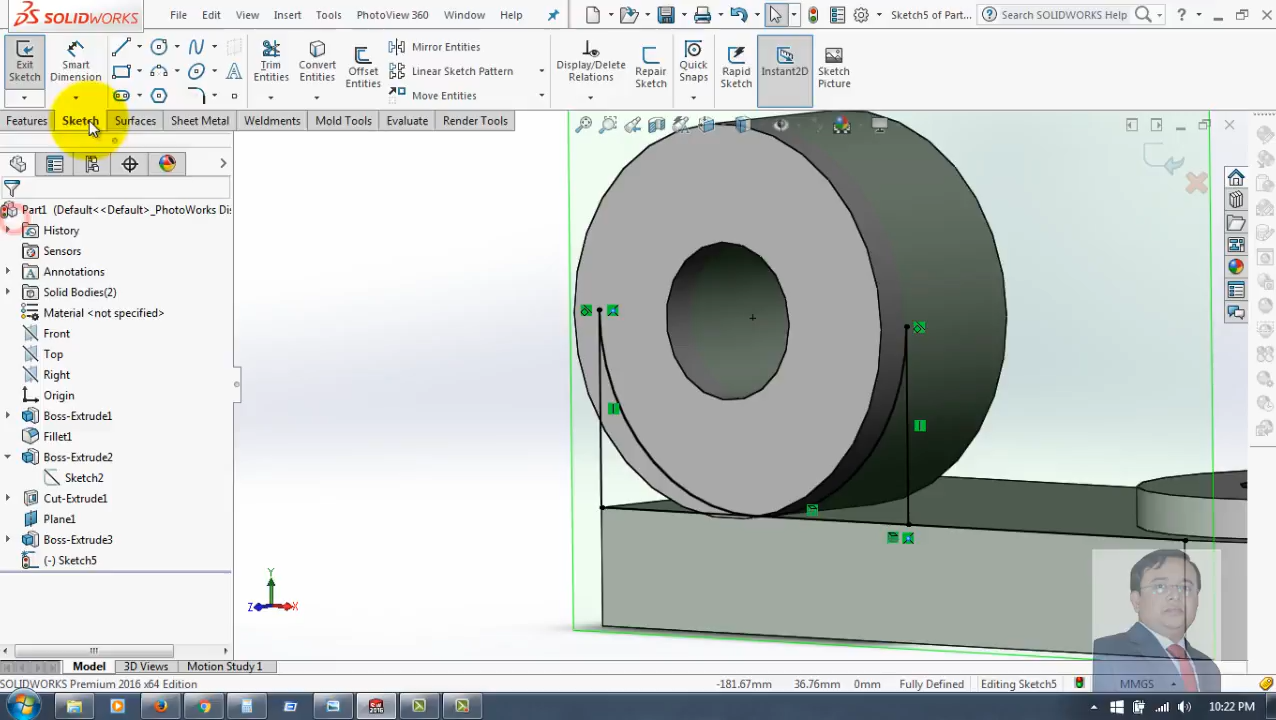 SOLIDWORKS File Edit View Insert Tools PhotoView 360 Window Help Sketch5 of Part... Search SOLIDWORKS Help ?
Exit Sketch
Smart Dimension
Trim Entities
Convert Entities
Offset Entities
Mirror Entities
Linear Sketch Pattern
Move Entities
Display/Delete Relations
Repair Sketch
Quick Snaps
Rapid Sketch
Instant2D
Sketch Picture
Features Sketch Surfaces Sheet Metal Weldments Mold Tools Evaluate Render Tools
Part1 (Default<<Default>_PhotoWorks Di
History
Sensors
Annotations
Solid Bodies(2)
Material <not specified>
Front
Top
Right
Origin
Boss-Extrude1
Fillet1
Boss-Extrude2
Sketch2
Cut-Extrude1
Plane1
Boss-Extrude3
(-) Sketch5
Y
Z X
Model 3D Views Motion Study 1
SOLIDWORKS Premium 2016 x64 Edition -181.67mm 36.76mm 0mm Fully Defined Editing Sketch5 MMGS
10:22 PM